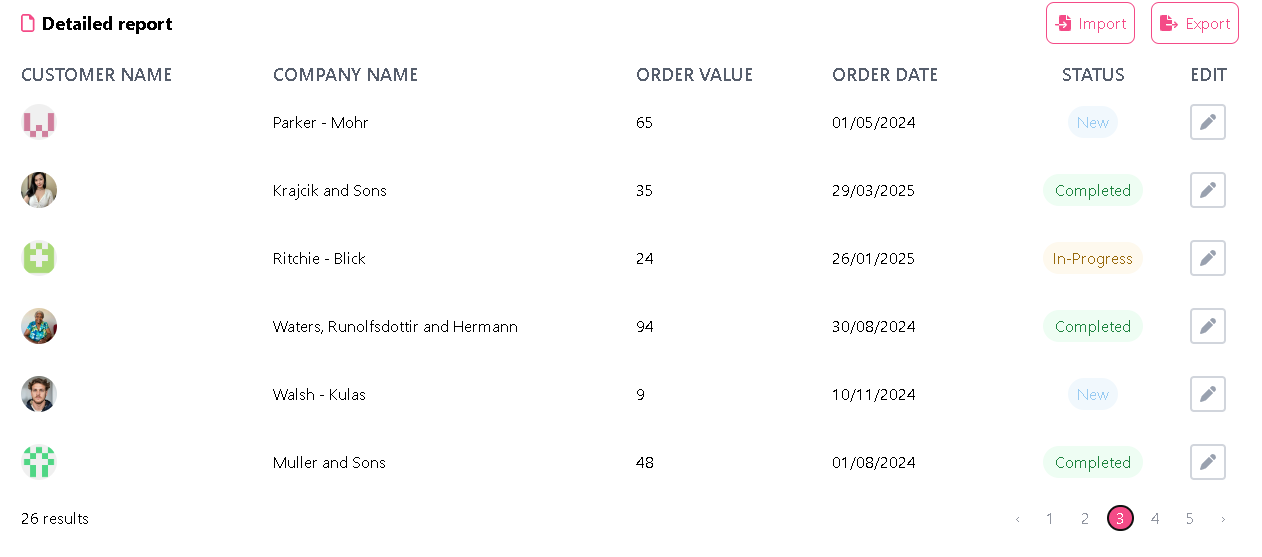 Detailed report
Import Export
CUSTOMER NAME COMPANY NAME ORDER VALUE ORDER DATE STATUS EDIT
Parker - Mohr 65 01/05/2024 New
Krajcik and Sons 35 29/03/2025 Completed
Ritchie - Blick 24 26/01/2025 In-Progress
Waters, Runolfsdottir and Hermann 94 30/08/2024 Completed
Walsh - Kulas 9 10/11/2024 New
Muller and Sons 48 01/08/2024 Completed
26 results ‹ 1 2 3 4 5 ›